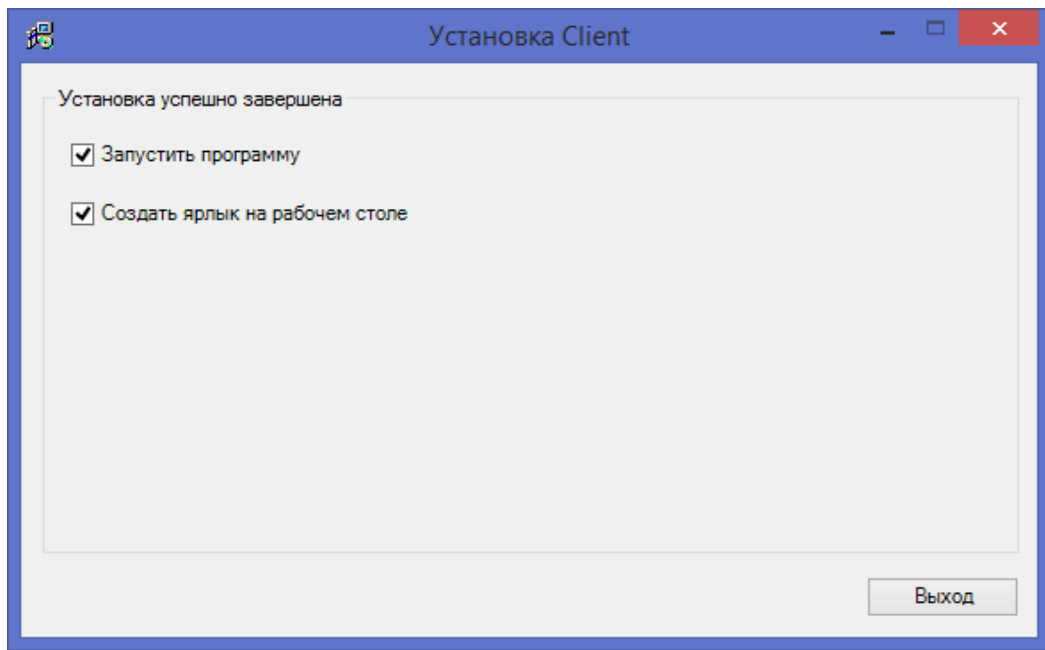 Установка Client
Установка успешно завершена
Запустить программу
Создать ярлык на рабочем столе
Выход